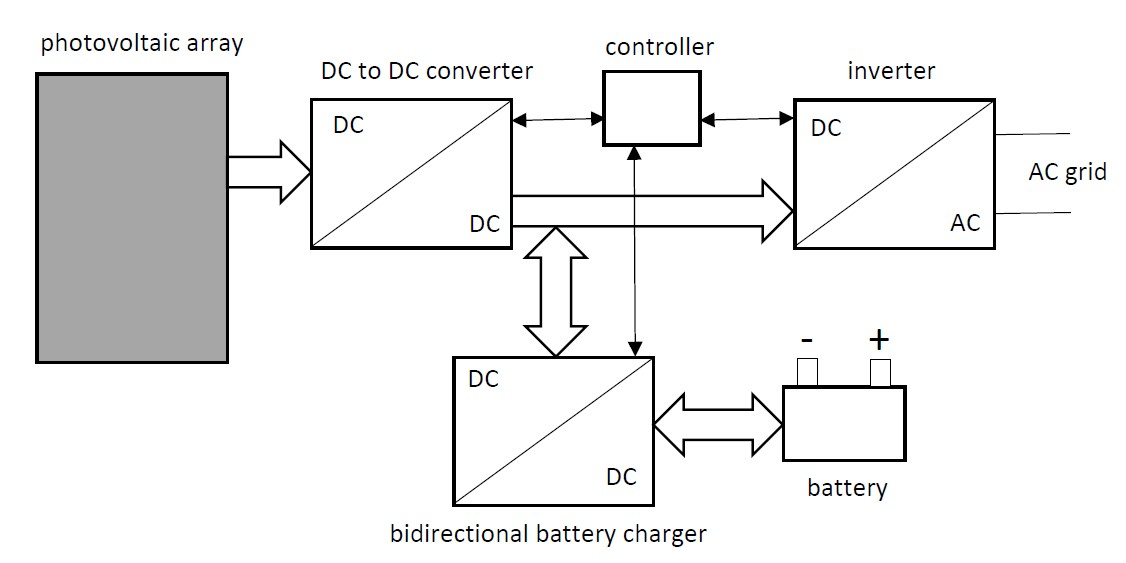 photovoltaic array
DC to DC converter
controller
inverter
DC
DC
DC
AC
AC grid
DC
DC
- +
battery
bidirectional battery charger